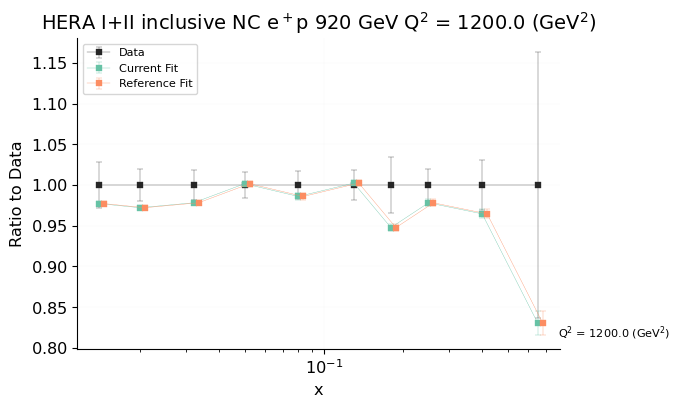 HERA I+II inclusive NC e⁺p 920 GeV Q² = 1200.0 (GeV²)
Data
Current Fit
Reference Fit
Ratio to Data
1.15
1.10
1.05
1.00
0.95
0.90
0.85
0.80
Q² = 1200.0 (GeV²)
10⁻¹
x